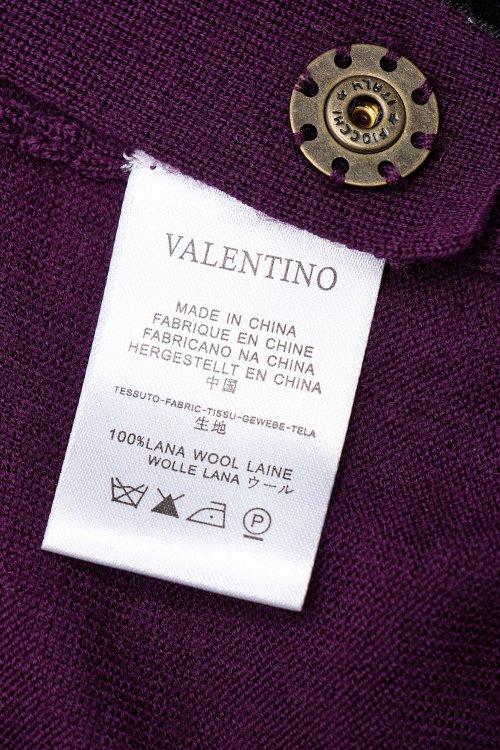 ★ FIOCCHI ★ ITALY
VALENTINO
MADE IN CHINA
FABRIQUE EN CHINE
FABRICANO NA CHINA
HERGESTELLT EN CHINA
中国
TESSUTO-FABRIC-TISSU-GEWEBE-TELA
生地
100%LANA WOOL LAINE
WOLLE LANA ウール
P